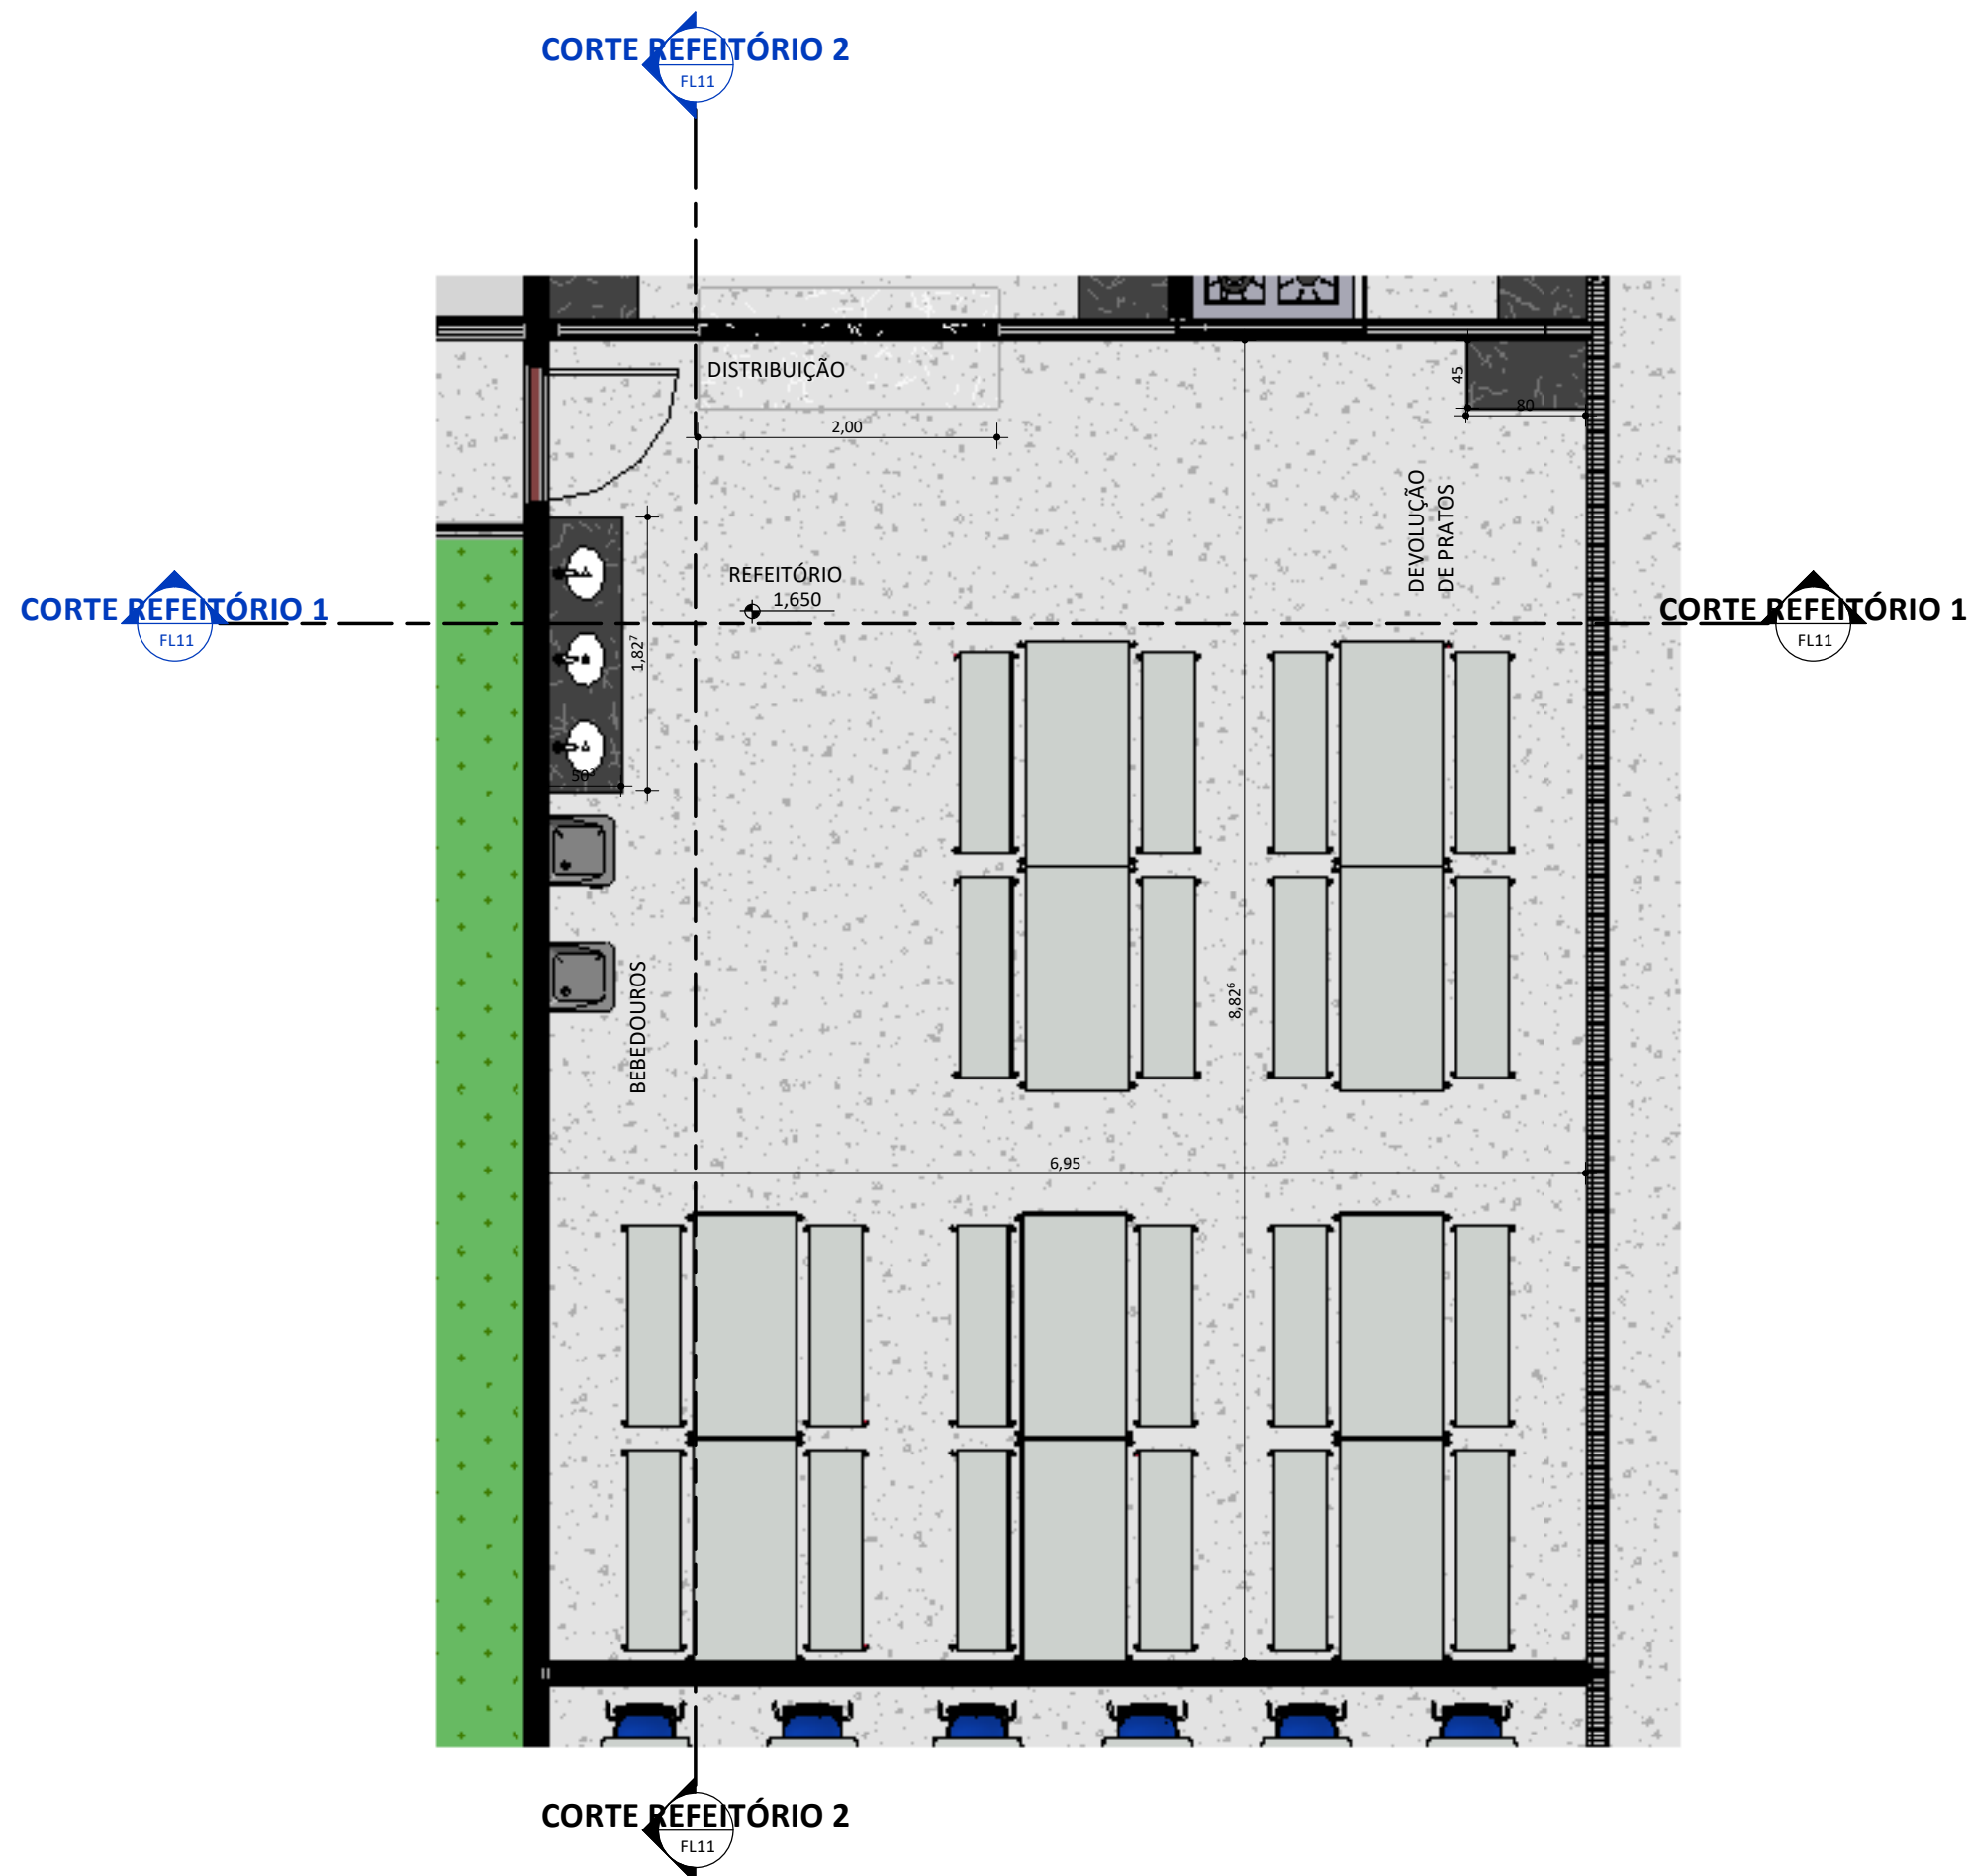 CORTE REFEITÓRIO 2
FL11
DISTRIBUIÇÃO
45
80
2,00
DEVOLUÇÃO
DE PRATOS
REFEITÓRIO
1,650
CORTE REFEITÓRIO 1
FL11
CORTE REFEITÓRIO 1
FL11
1,82⁷
BEBEDOUROS
8,82⁶
6,95
CORTE REFEITÓRIO 2
FL11